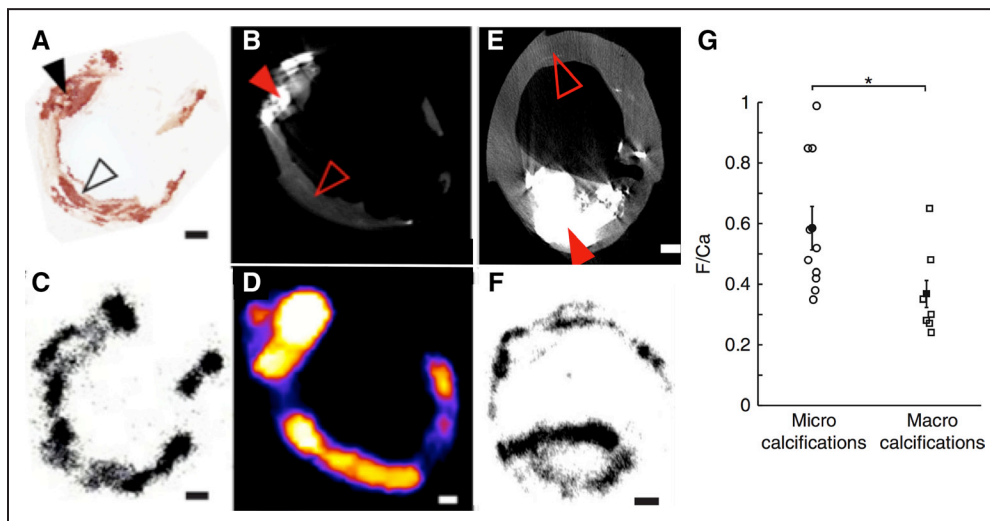 A
B
E
G
*
1
0.8
0.6
0.4
0.2
0
F/Ca
Micro
calcifications
Macro
calcifications
C
D
F